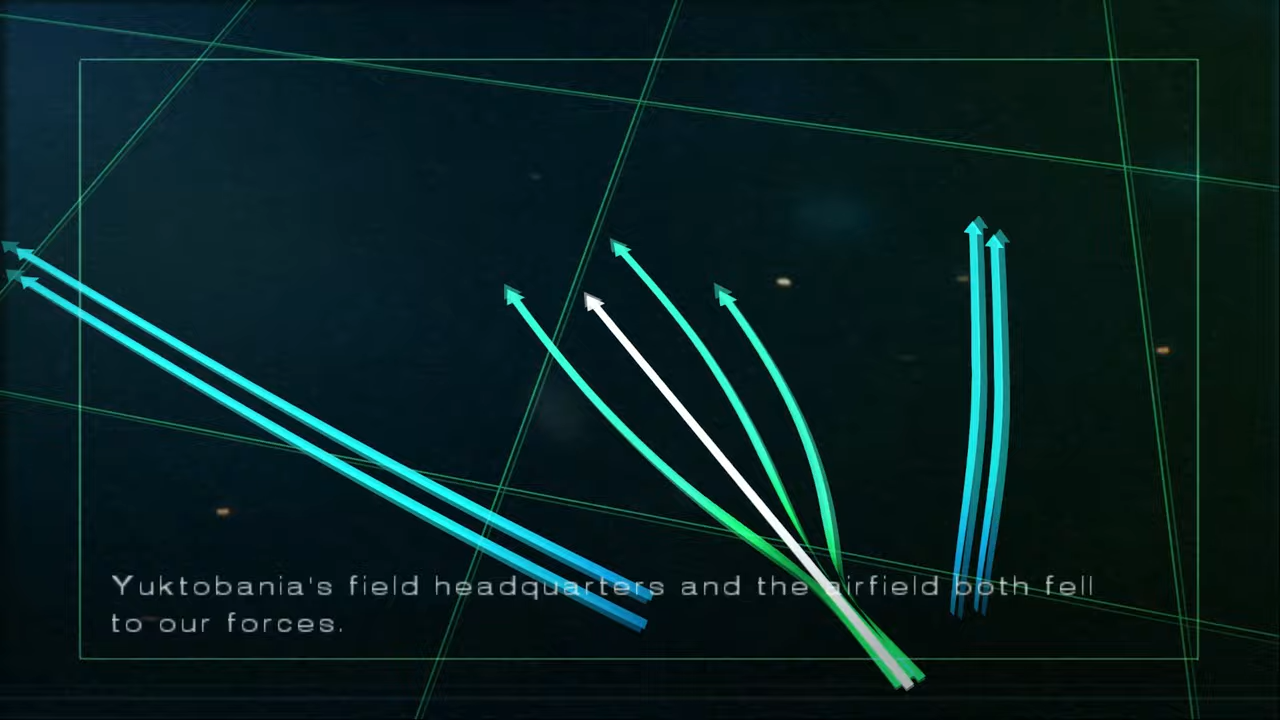 Yuktobania's field headquarters and the airfield both fell
to our forces.